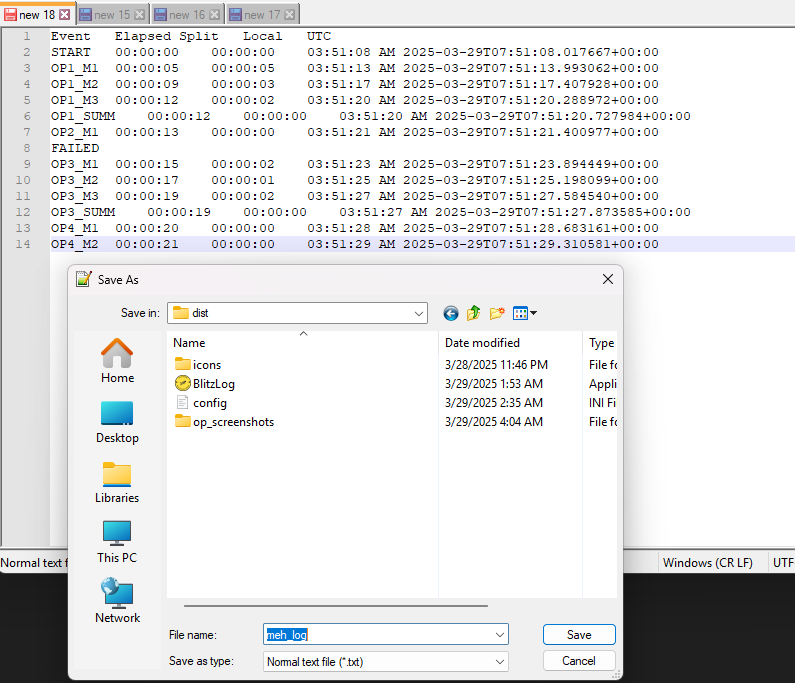 new 18 new 15 new 16 new 17
1 Event Elapsed Split Local UTC
2 START 00:00:00 00:00:00 03:51:08 AM 2025-03-29T07:51:08.017667+00:00
3 OP1_M1 00:00:05 00:00:05 03:51:13 AM 2025-03-29T07:51:13.993062+00:00
4 OP1_M2 00:00:09 00:00:03 03:51:17 AM 2025-03-29T07:51:17.407928+00:00
5 OP1_M3 00:00:12 00:00:02 03:51:20 AM 2025-03-29T07:51:20.288972+00:00
6 OP1_SUMM 00:00:12 00:00:00 03:51:20 AM 2025-03-29T07:51:20.727984+00:00
7 OP2_M1 00:00:13 00:00:00 03:51:21 AM 2025-03-29T07:51:21.400977+00:00
8 FAILED
9 OP3_M1 00:00:15 00:00:02 03:51:23 AM 2025-03-29T07:51:23.894449+00:00
10 OP3_M2 00:00:17 00:00:01 03:51:25 AM 2025-03-29T07:51:25.198099+00:00
11 OP3_M3 00:00:19 00:00:02 03:51:27 AM 2025-03-29T07:51:27.584540+00:00
12 OP3_SUMM 00:00:19 00:00:00 03:51:27 AM 2025-03-29T07:51:27.873585+00:00
13 OP4_M1 00:00:20 00:00:00 03:51:28 AM 2025-03-29T07:51:28.683161+00:00
14 OP4_M2 00:00:21 00:00:00 03:51:29 AM 2025-03-29T07:51:29.310581+00:00
Save As
Save in: dist
Name Date modified Type
icons 3/28/2025 11:46 PM File fo
BlitzLog 3/29/2025 1:53 AM Appli
config 3/29/2025 2:35 AM INI Fi
op_screenshots 3/29/2025 4:04 AM File fo
Home
Desktop
Libraries
This PC
Network
Normal text f
Windows (CR LF) UTF
File name: meh_log Save
Save as type: Normal text file (*.txt) Cancel